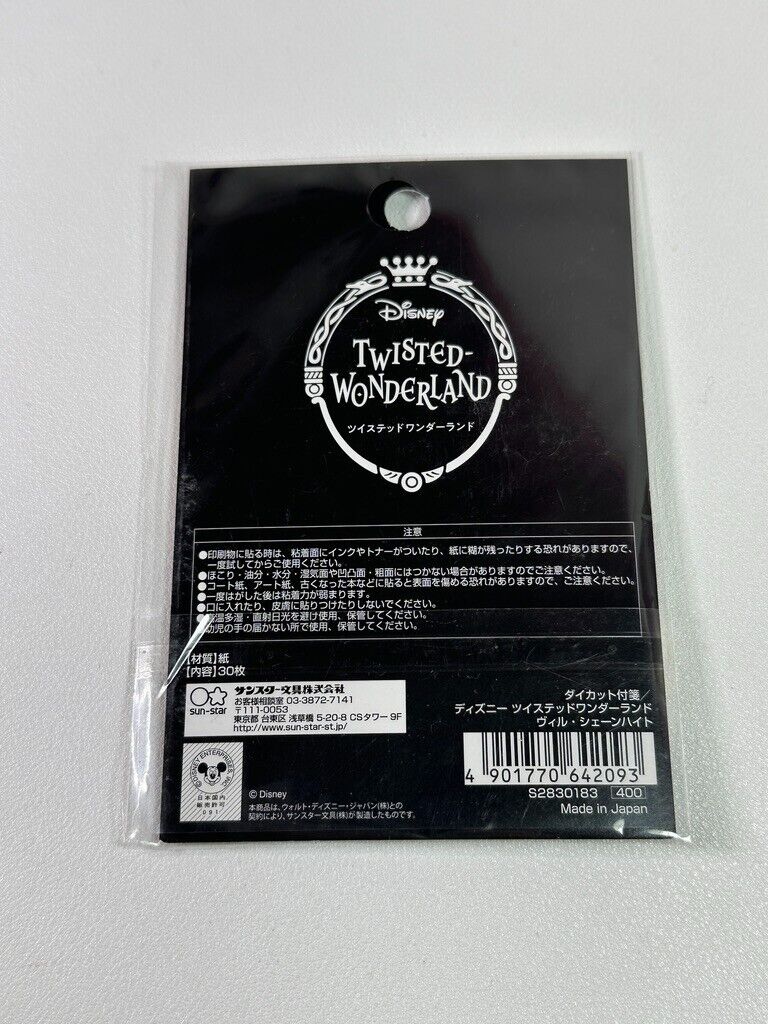 Disney
TWISTED-
WONDERLAND
ツイステッドワンダーランド
注意
●印刷物に貼る時は、粘着面にインクやトナーがついたり、紙に糊が残ったりする恐れがありますので、
一度試してからご使用ください。
●ほこり・油分・水分・湿気面や凹凸面・粗面にはつかない場合がありますのでご注意ください。
●コート紙、アート紙、古くなった本などに貼ると表面を傷める恐れがありますので、ご注意ください。
●一度はがした後は粘着力が弱まります。
●口に入れたり、皮膚に貼りつけたりしないでください。
●高温多湿・直射日光を避け使用、保管してください。
幼児の手の届かない所で使用、保管してください。
【材質】紙
【内容】30枚
sun-star
サンスター文具株式会社
お客様相談室 03-3872-7141
〒111-0053
東京都 台東区 浅草橋 5-20-8 CSタワー 9F
http://www.sun-star-st.jp/
ダイカット付箋/
ディズニー ツイステッドワンダーランド
ヴィル・シェーンハイト
4 901770 642093
S2830183 400
Made in Japan
DISNEY ENTERPRISES, INC.
日本国内
販売許可
091
© Disney
本商品は、ウォルト・ディズニー・ジャパン(株)との
契約により、サンスター文具(株)が製造したものです。